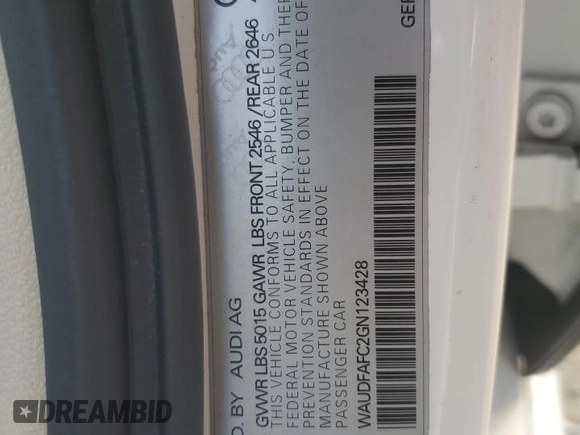 D. BY AUDI AG
GVWR LBS 5015 GAWR LBS FRONT 2546 /REAR 2646
THIS VEHICLE CONFORMS TO ALL APPLICABLE U.S.
FEDERAL MOTOR VEHICLE SAFETY, BUMPER AND THEF
PREVENTION STANDARDS IN EFFECT ON THE DATE OF
MANUFACTURE SHOWN ABOVE
PASSENGER CAR
GER
WAUDFAFC2GN123428
DREAMBID